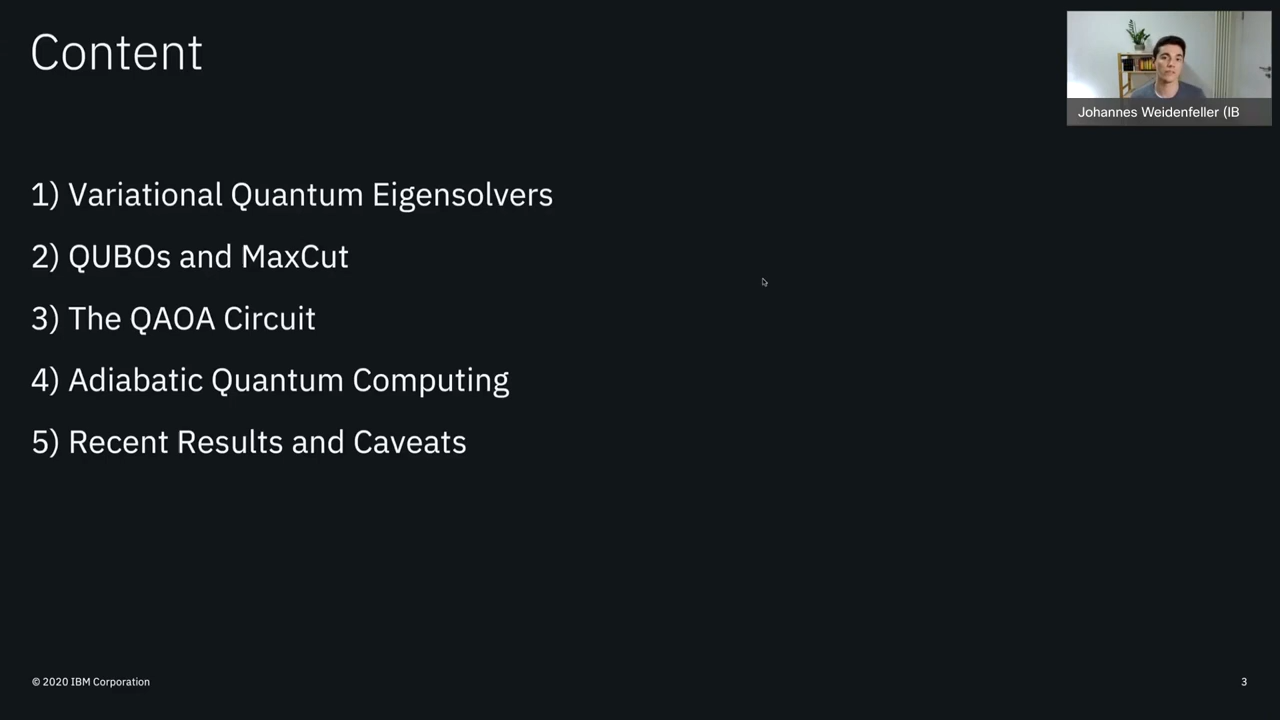 Content
Johannes Weidenfeller (IB
1) Variational Quantum Eigensolvers
2) QUBOs and MaxCut
3) The QAOA Circuit
4) Adiabatic Quantum Computing
5) Recent Results and Caveats
© 2020 IBM Corporation
3